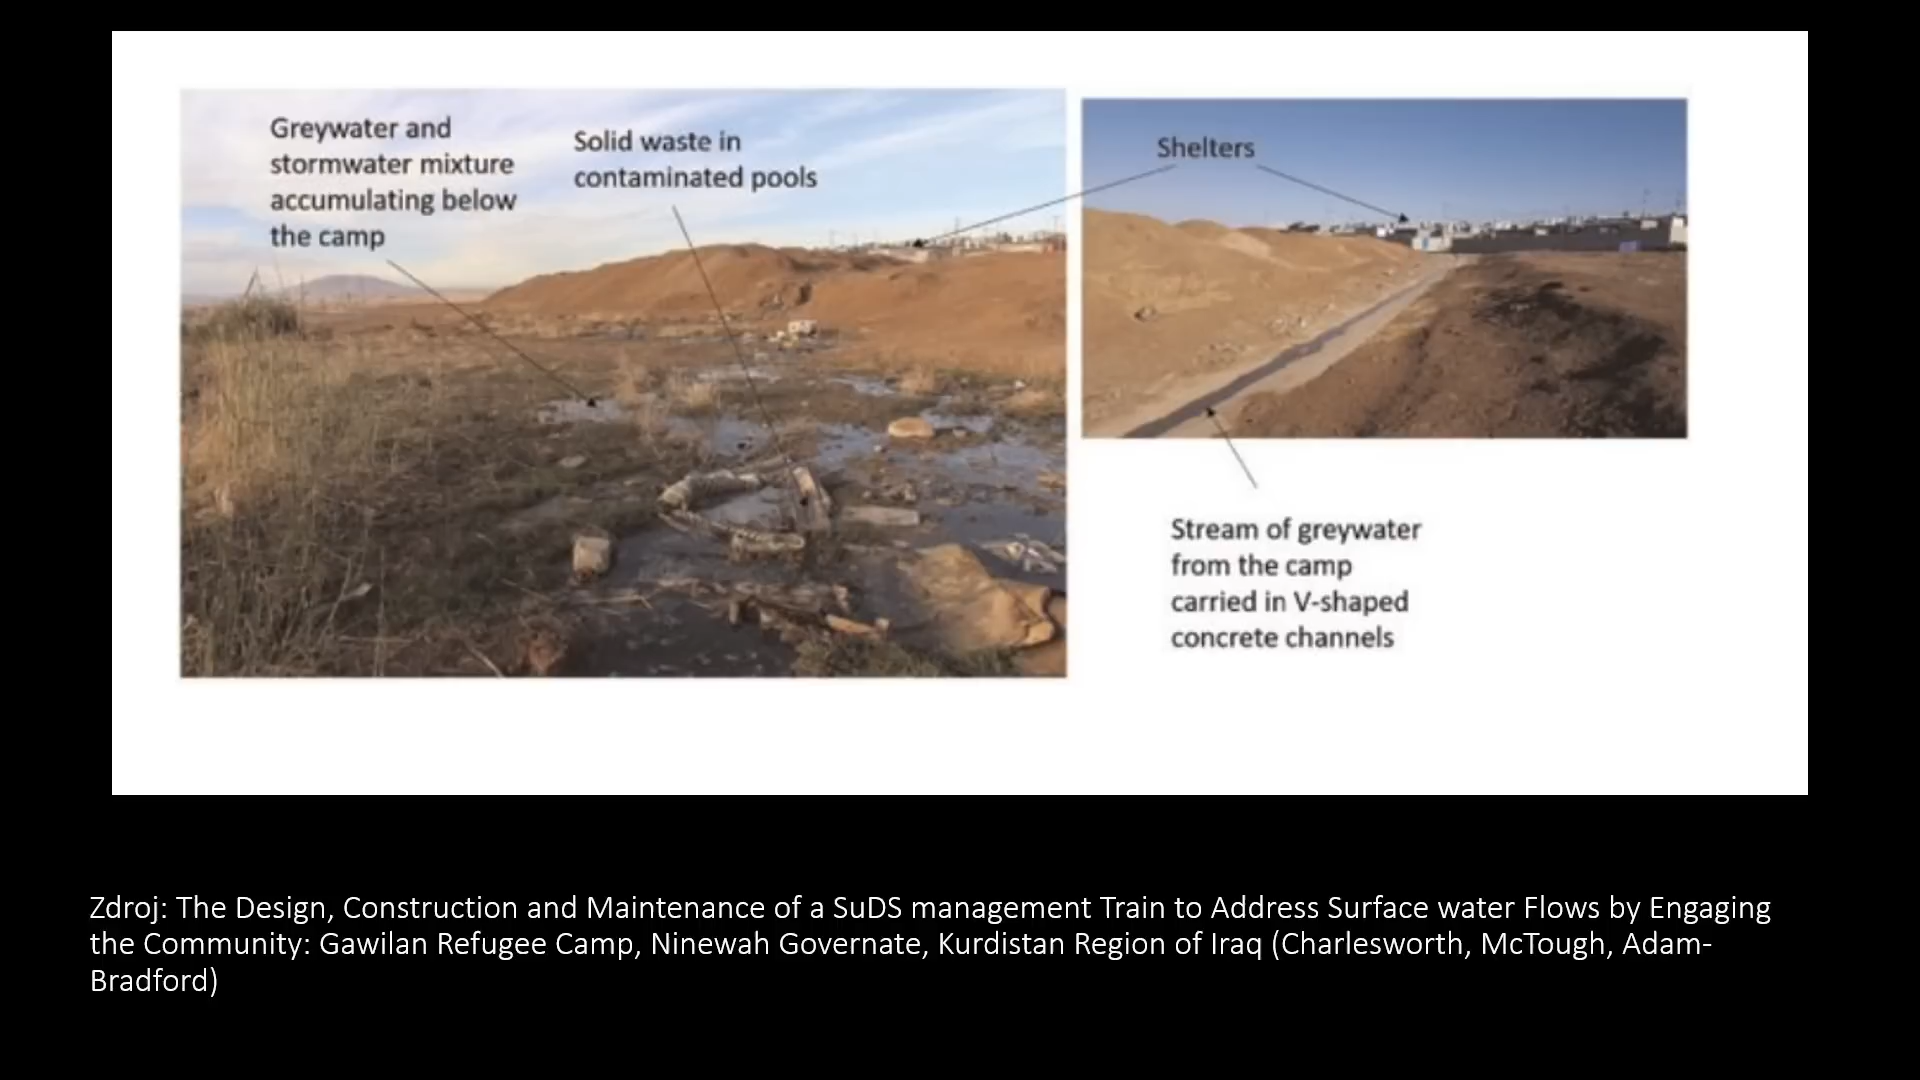 Greywater and
stormwater mixture
accumulating below
the camp
Solid waste in
contaminated pools
Shelters
Stream of greywater
from the camp
carried in V-shaped
concrete channels
Zdroj: The Design, Construction and Maintenance of a SuDS management Train to Address Surface water Flows by Engaging
the Community: Gawilan Refugee Camp, Ninewah Governate, Kurdistan Region of Iraq (Charlesworth, McTough, Adam-
Bradford)